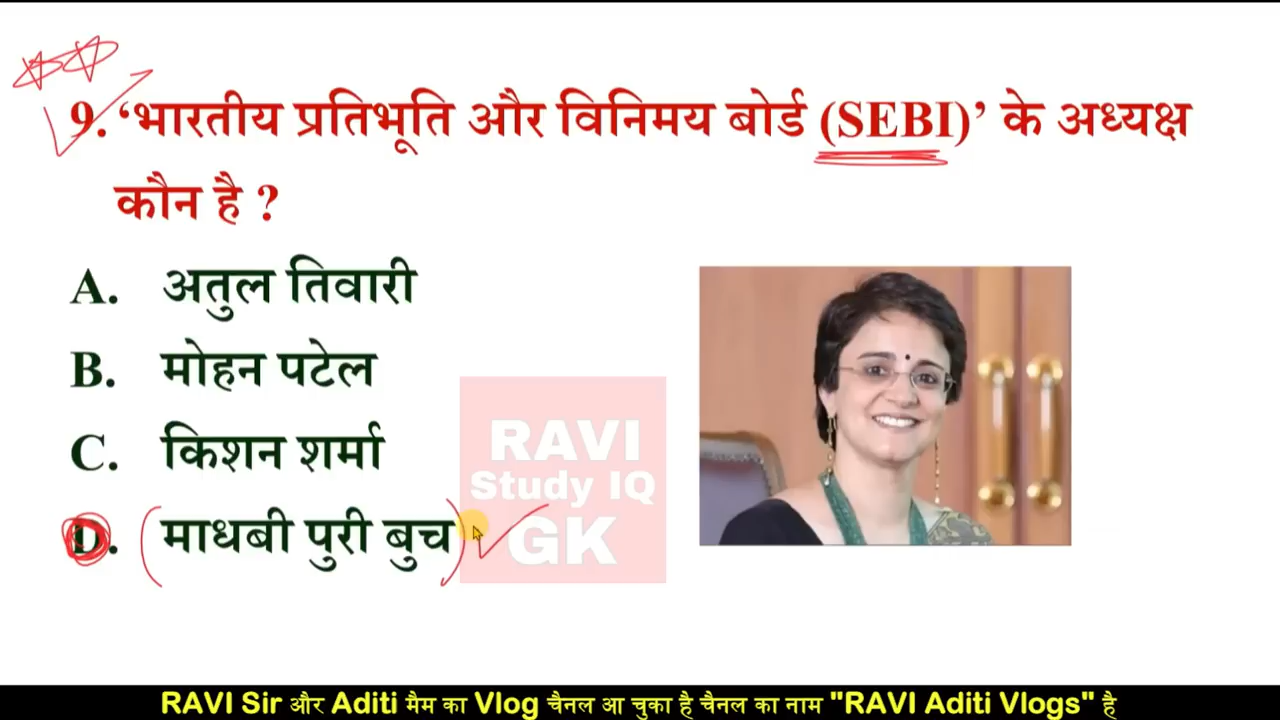 9. ‘भारतीय प्रतिभूति और विनिमय बोर्ड (SEBI)’ के अध्यक्ष
कौन है ?
A. अतुल तिवारी
B. मोहन पटेल
C. किशन शर्मा
D. (माधबी पुरी बुच)
RAVI
Study IQ
GK
RAVI Sir और Aditi मैम का Vlog चैनल आ चुका है चैनल का नाम "RAVI Aditi Vlogs" है